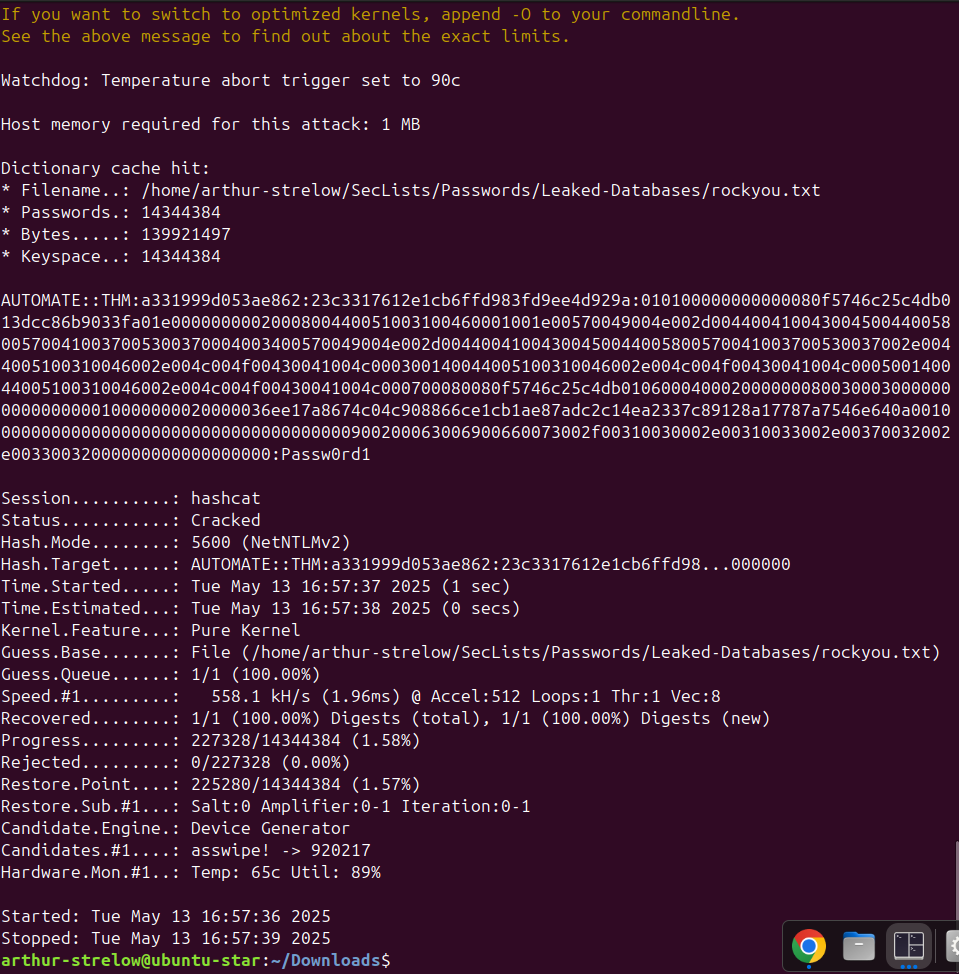 If you want to switch to optimized kernels, append -O to your commandline.
See the above message to find out about the exact limits.
Watchdog: Temperature abort trigger set to 90c
Host memory required for this attack: 1 MB
Dictionary cache hit:
* Filename..: /home/arthur-strelow/SecLists/Passwords/Leaked-Databases/rockyou.txt
* Passwords.: 14344384
* Bytes.....: 139921497
* Keyspace..: 14344384
AUTOMATE::THM:a331999d053ae862:23c3317612e1cb6ffd983fd9ee4d929a:010100000000000080f5746c25c4db0
13dcc86b9033fa01e0000000002000800440051003100460001001e00570049004e002d004400410043004500440058
005700410037005300370004003400570049004e002d00440041004300450044005800570041003700530037002e004
4005100310046002e004c004f00430041004c000300140044005100310046002e004c004f00430041004c0005001400
44005100310046002e004c004f00430041004c000700080080f5746c25c4db010600040002000000080030003000000
000000000010000000020000036ee17a8674c04c908866ce1cb1ae87adc2c14ea2337c89128a17787a7546e640a0010
00000000000000000000000000000000000900200063006900660073002f00310030002e00310033002e00370032002
e00330032000000000000000000:Passw0rd1
Session..........: hashcat
Status...........: Cracked
Hash.Mode........: 5600 (NetNTLMv2)
Hash.Target......: AUTOMATE::THM:a331999d053ae862:23c3317612e1cb6ffd98...000000
Time.Started.....: Tue May 13 16:57:37 2025 (1 sec)
Time.Estimated...: Tue May 13 16:57:38 2025 (0 secs)
Kernel.Feature...: Pure Kernel
Guess.Base.......: File (/home/arthur-strelow/SecLists/Passwords/Leaked-Databases/rockyou.txt)
Guess.Queue......: 1/1 (100.00%)
Speed.#1.........:   558.1 kH/s (1.96ms) @ Accel:512 Loops:1 Thr:1 Vec:8
Recovered........: 1/1 (100.00%) Digests (total), 1/1 (100.00%) Digests (new)
Progress.........: 227328/14344384 (1.58%)
Rejected.........: 0/227328 (0.00%)
Restore.Point....: 225280/14344384 (1.57%)
Restore.Sub.#1...: Salt:0 Amplifier:0-1 Iteration:0-1
Candidate.Engine.: Device Generator
Candidates.#1....: asswipe! -> 920217
Hardware.Mon.#1..: Temp: 65c Util: 89%
Started: Tue May 13 16:57:36 2025
Stopped: Tue May 13 16:57:39 2025
arthur-strelow@ubuntu-star:~/Downloads$